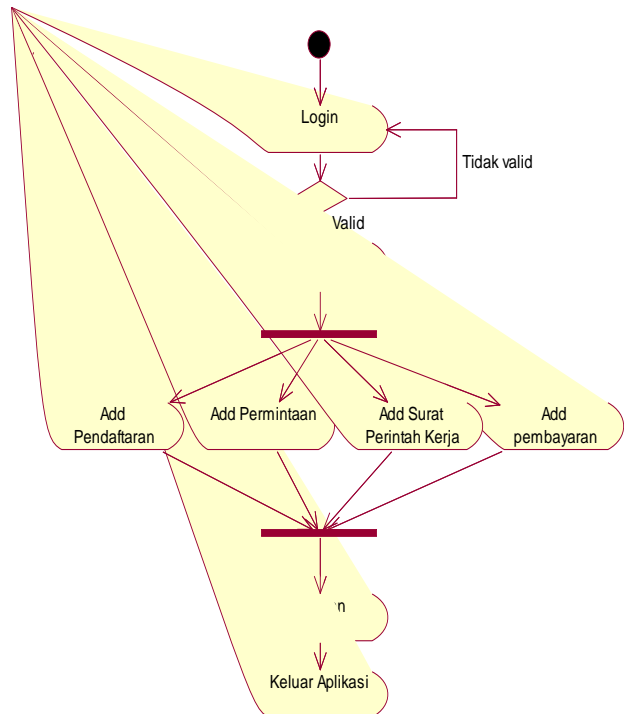 Login
Tidak valid
Valid
Add
Pendaftaran
Add Permintaan
Add Surat
Perintah Kerja
Add
pembayaran
Keluar Aplikasi